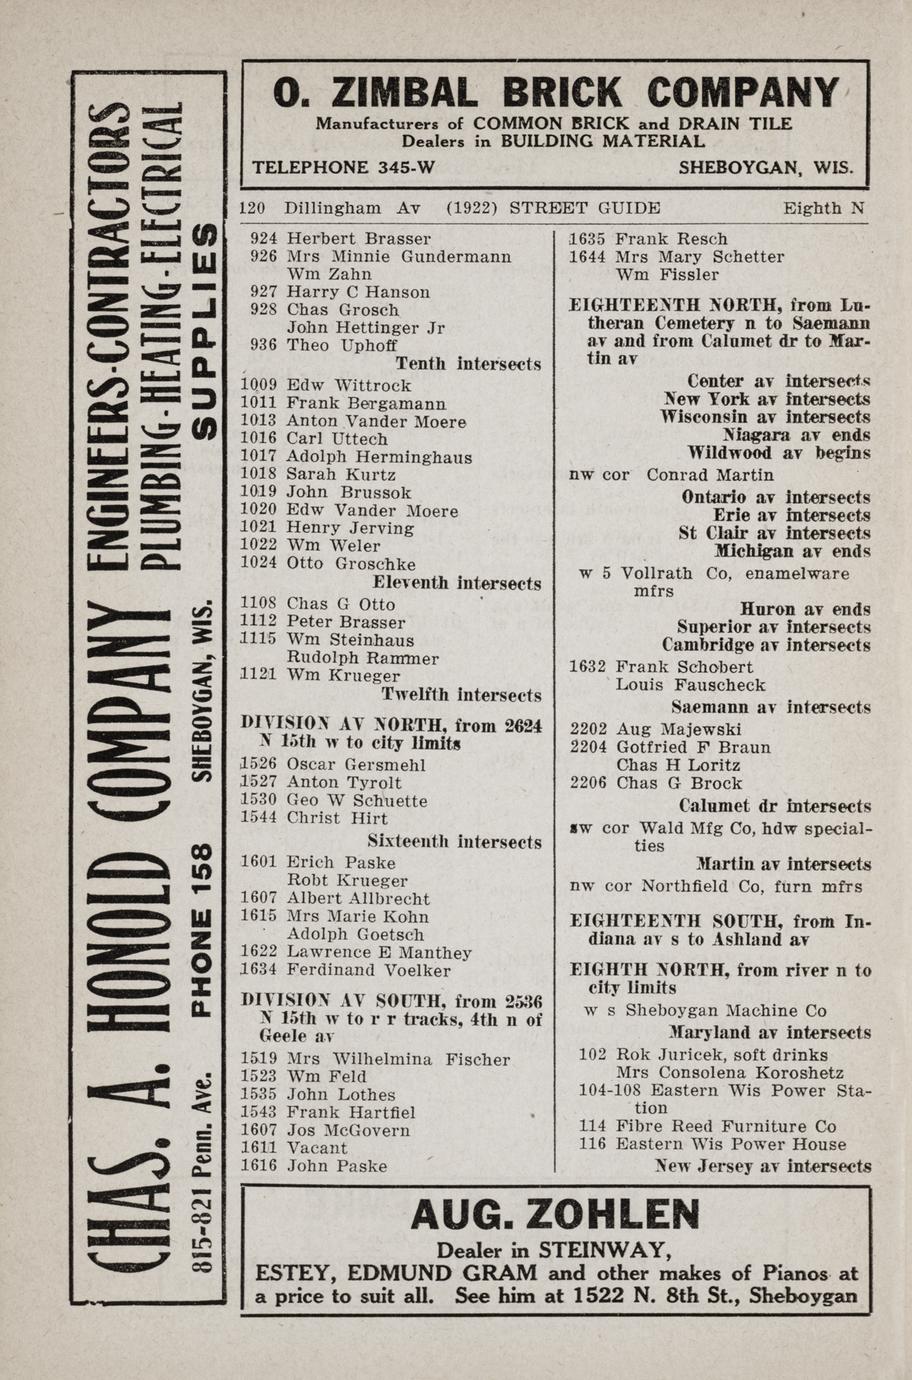 CHAS. A. HONOLD COMPANY ENGINEERS-CONTRACTORS
PLUMBING-HEATING-ELECTRICAL
815-821 Penn. Ave. PHONE 158 SHEBOYGAN, WIS. SUPPLIES
O. ZIMBAL BRICK COMPANY
Manufacturers of COMMON BRICK and DRAIN TILE
Dealers in BUILDING MATERIAL
TELEPHONE 345-W SHEBOYGAN, WIS.
120 Dillingham Av (1922) STREET GUIDE Eighth N
924 Herbert Brasser
926 Mrs Minnie Gundermann
Wm Zahn
927 Harry C Hanson
928 Chas Grosch
John Hettinger Jr
936 Theo Uphoff
Tenth intersects
1009 Edw Wittrock
1011 Frank Bergamann
1013 Anton Vander Moere
1016 Carl Uttech
1017 Adolph Herminghaus
1018 Sarah Kurtz
1019 John Brussok
1020 Edw Vander Moere
1021 Henry Jerving
1022 Wm Weler
1024 Otto Groschke
Eleventh intersects
1108 Chas G Otto
1112 Peter Brasser
1115 Wm Steinhaus
Rudolph Rammer
1121 Wm Krueger
Twelfth intersects
DIVISION AV NORTH, from 2624
N 15th w to city limits
1526 Oscar Gersmehl
1527 Anton Tyrolt
1530 Geo W Schuette
1544 Christ Hirt
Sixteenth intersects
1601 Erich Paske
Robt Krueger
1607 Albert Allbrecht
1615 Mrs Marie Kohn
Adolph Goetsch
1622 Lawrence E Manthey
1634 Ferdinand Voelker
DIVISION AV SOUTH, from 2536
N 15th w to r r tracks, 4th n of
Geele av
1519 Mrs Wilhelmina Fischer
1523 Wm Feld
1535 John Lothes
1543 Frank Hartfiel
1607 Jos McGovern
1611 Vacant
1616 John Paske
1635 Frank Resch
1644 Mrs Mary Schetter
Wm Fissler
EIGHTEENTH NORTH, from Lu-
theran Cemetery n to Saemann
av and from Calumet dr to Mar-
tin av
Center av intersects
New York av intersects
Wisconsin av intersects
Niagara av ends
Wildwood av begins
nw cor Conrad Martin
Ontario av intersects
Erie av intersects
St Clair av intersects
Michigan av ends
w 5 Vollrath Co, enamelware
mfrs
Huron av ends
Superior av intersects
Cambridge av intersects
1632 Frank Schobert
Louis Fauscheck
Saemann av intersects
2202 Aug Majewski
2204 Gotfried F Braun
Chas H Loritz
2206 Chas G Brock
Calumet dr intersects
sw cor Wald Mfg Co, hdw special-
ties
Martin av intersects
nw cor Northfield Co, furn mfrs
EIGHTEENTH SOUTH, from In-
diana av s to Ashland av
EIGHTH NORTH, from river n to
city limits
w s Sheboygan Machine Co
Maryland av intersects
102 Rok Juricek, soft drinks
Mrs Consolena Koroshetz
104-108 Eastern Wis Power Sta-
tion
114 Fibre Reed Furniture Co
116 Eastern Wis Power House
New Jersey av intersects
AUG. ZOHLEN
Dealer in STEINWAY,
ESTEY, EDMUND GRAM and other makes of Pianos at
a price to suit all. See him at 1522 N. 8th St., Sheboygan